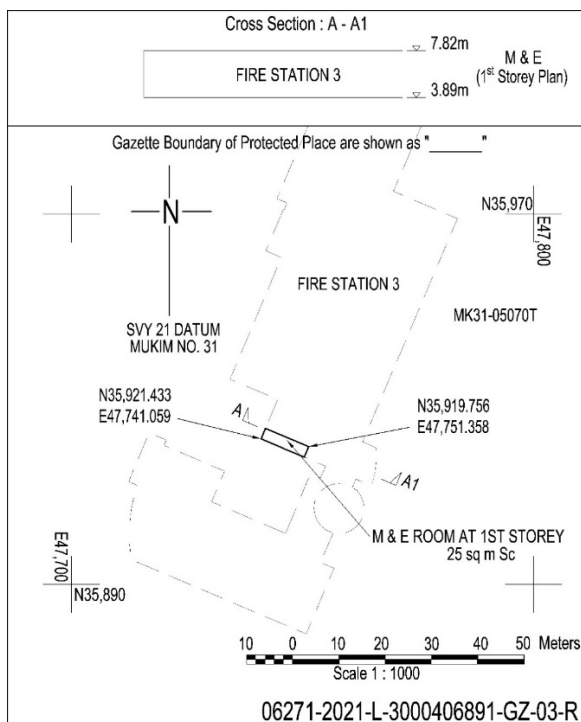 Cross Section : A - A1
7.82m
M & E
(1st Storey Plan)
FIRE STATION 3
3.89m
Gazette Boundary of Protected Place are shown as "______"
N35,970
E47,800
N
FIRE STATION 3
MK31-05070T
SVY 21 DATUM
MUKIM NO. 31
N35,921.433
E47,741.059
A
N35,919.756
E47,751.358
A1
M & E ROOM AT 1ST STOREY
25 sq m Sc
E47,700
N35,890
10 0 10 20 30 40 50 Meters
Scale 1 : 1000
06271-2021-L-3000406891-GZ-03-R